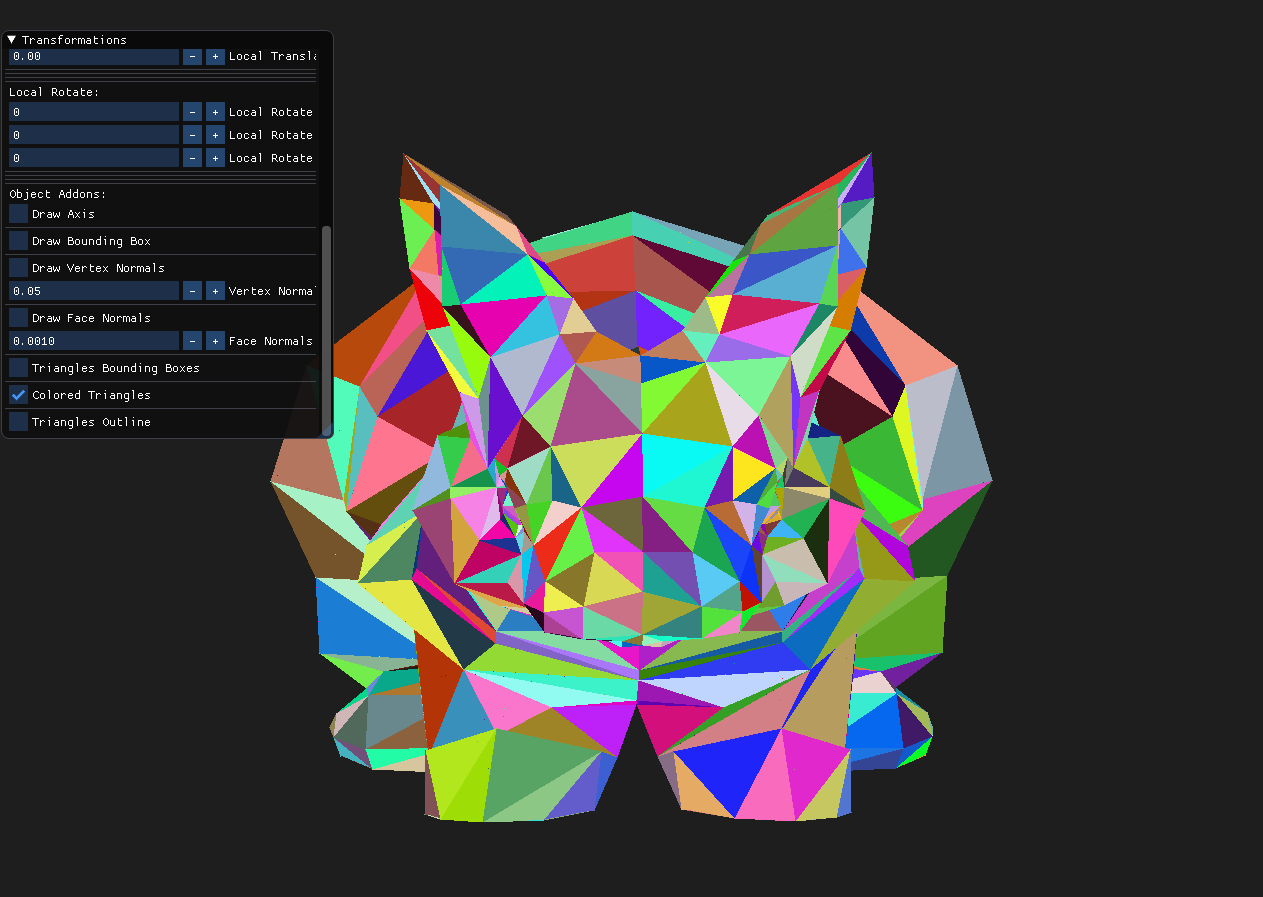 Transformations
0.00 - + Local Transla
Local Rotate:
0 - + Local Rotate
0 - + Local Rotate
0 - + Local Rotate
Object Addons:
Draw Axis
Draw Bounding Box
Draw Vertex Normals
0.05 - + Vertex Norma
Draw Face Normals
0.0010 - + Face Normals
Triangles Bounding Boxes
Colored Triangles
Triangles Outline